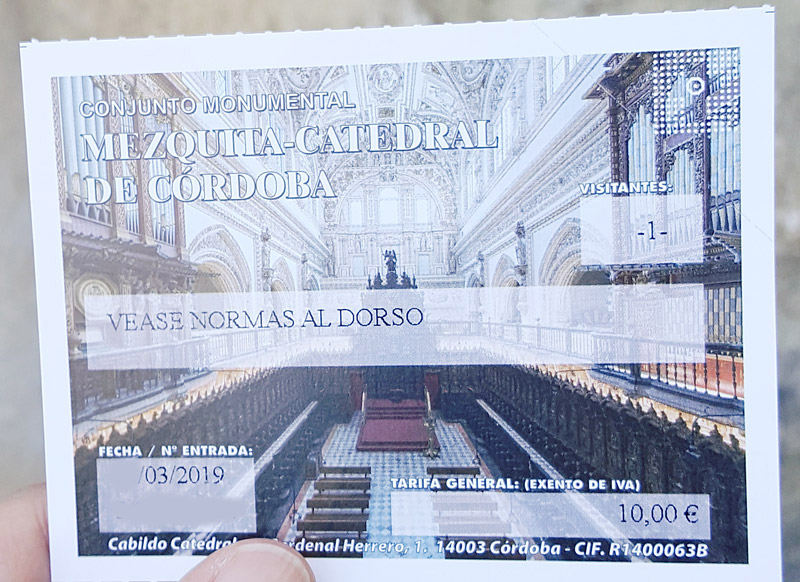 CONJUNTO MONUMENTAL
MEZQUITA-CATEDRAL
DE CÓRDOBA
VISITANTES:
-1-
VEASE NORMAS AL DORSO
FECHA / Nº ENTRADA:
/03/2019
TARIFA GENERAL: (EXENTO DE IVA)
10,00 €
Cabildo Catedral Herrero, 1. 14003 Córdoba - CIF. R1400063B